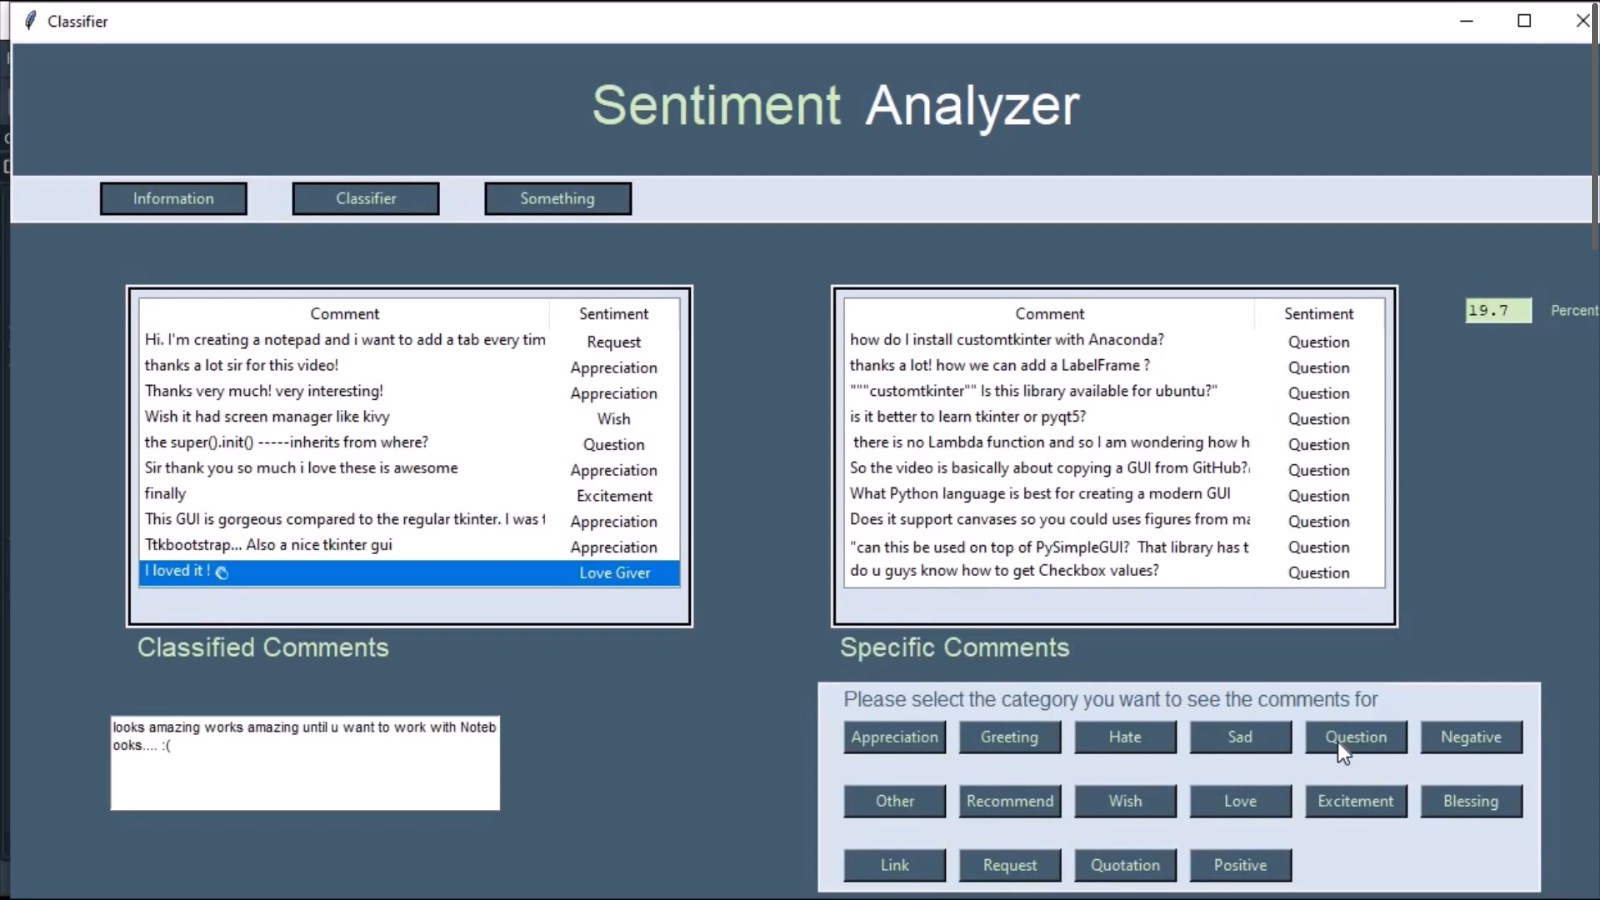 Classifier
Sentiment Analyzer
Information Classifier Something
Comment Sentiment
Hi. I'm creating a notepad and i want to add a tab every tim Request
thanks a lot sir for this video! Appreciation
Thanks very much! very interesting! Appreciation
Wish it had screen manager like kivy Wish
the super().init() -----inherits from where? Question
Sir thank you so much i love these is awesome Appreciation
finally Excitement
This GUI is gorgeous compared to the regular tkinter. I was Appreciation
Ttkbootstrap... Also a nice tkinter gui Appreciation
I loved it ! Love Giver
Classified Comments
Comment Sentiment
how do I install customtkinter with Anaconda? Question
thanks a lot! how we can add a LabelFrame ? Question
"""customtkinter"" Is this library available for ubuntu?" Question
is it better to learn tkinter or pyqt5? Question
there is no Lambda function and so I am wondering how h Question
So the video is basically about copying a GUI from GitHub? Question
What Python language is best for creating a modern GUI Question
Does it support canvases so you could uses figures from ma Question
"can this be used on top of PySimpleGUI? That library has t Question
do u guys know how to get Checkbox values? Question
Specific Comments
19.7 Percent
looks amazing works amazing until u want to work with Noteb
ooks.... :(
Please select the category you want to see the comments for
Appreciation Greeting Hate Sad Question Negative
Other Recommend Wish Love Excitement Blessing
Link Request Quotation Positive